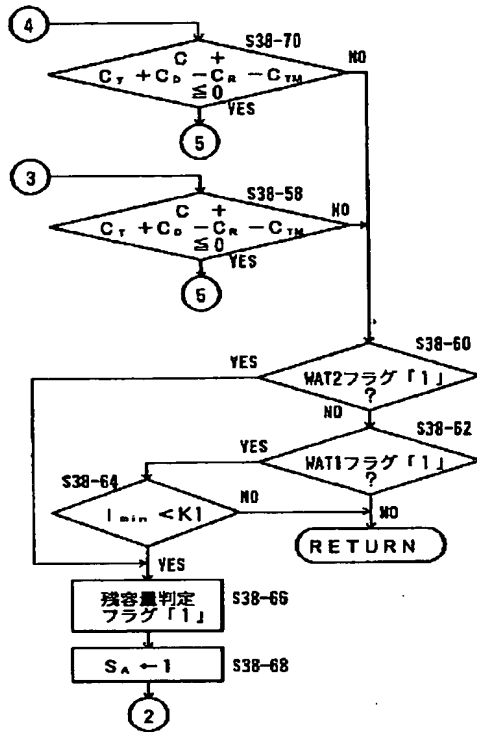 4
S38-70
C +
C_T + C_D − C_R − C_TM
≦0
NO
YES
5
3
S38-58
C +
C_T + C_D − C_R − C_TM
≦0
NO
YES
5
S38-60
WAT2フラグ「1」
?
YES
NO
S38-62
WAT1フラグ「1」
?
YES
NO
S38-64
I_min <K1
NO
YES
RETURN
残容量判定
フラグ「1」
S38-66
S_A ←1
S38-68
2